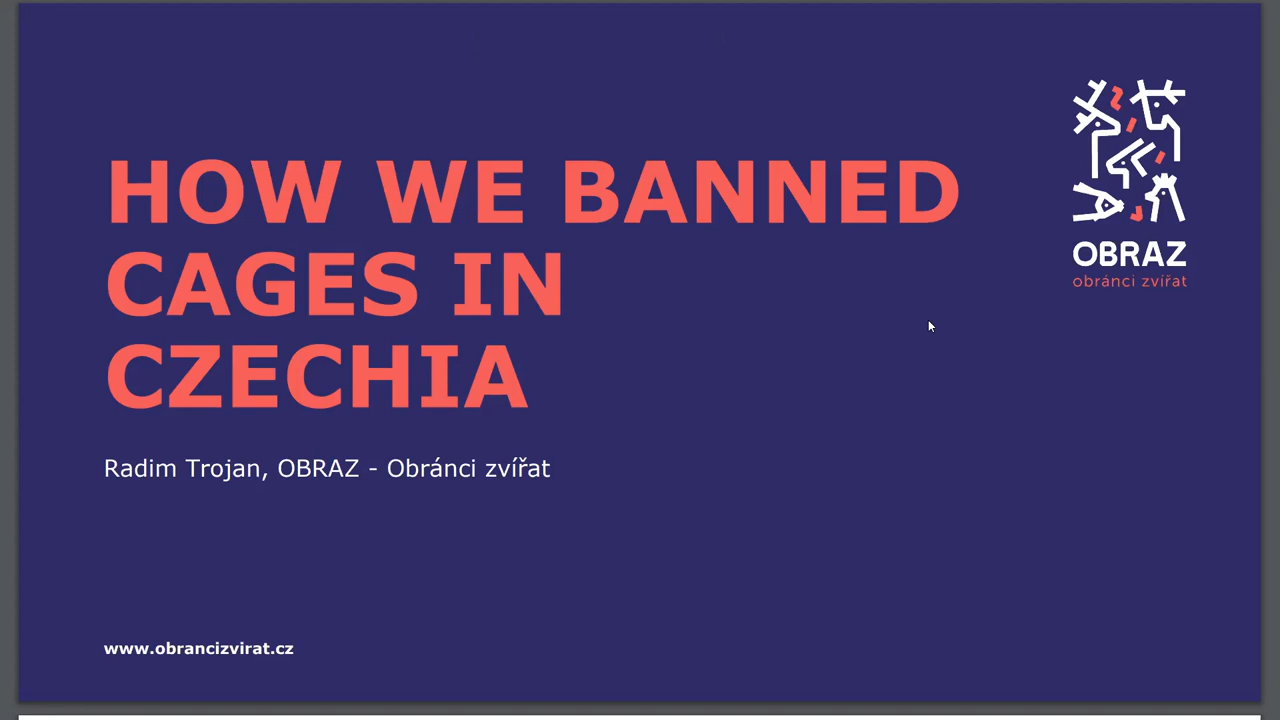 HOW WE BANNED
CAGES IN
CZECHIA
Radim Trojan, OBRAZ - Obránci zvířat
www.obrancizvirat.cz
OBRAZ
obránci zvířat